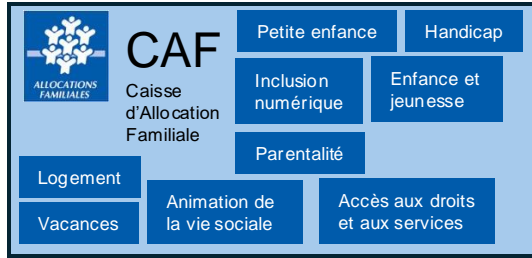 ALLOCATIONS
FAMILIALES
CAF
Caisse
d'Allocation
Familiale
Petite enfance
Handicap
Inclusion
numérique
Enfance et
jeunesse
Parentalité
Logement
Vacances
Animation de
la vie sociale
Accès aux droits
et aux services